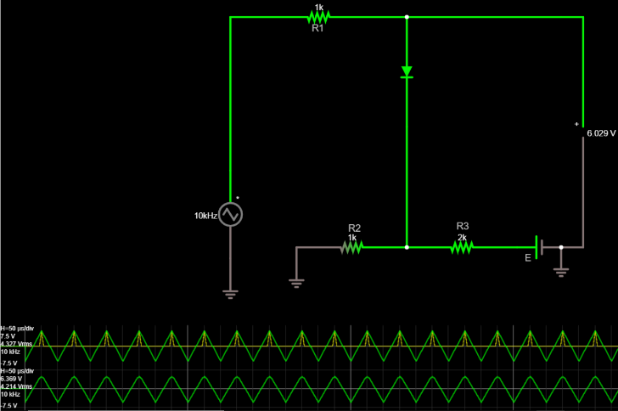 1k
R1
+
6.029 V
10kHz
R2
1k
R3
2k
E
H=50 µs/div
7.5 V
4.327 Vrms
10 kHz
-7.5 V
H=50 µs/div
6.360 V
4.214 Vrms
10 kHz
-7.5 V